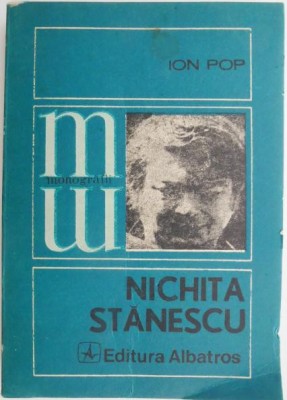 ION POP
m
monografii
m
NICHITA
STĂNESCU
Editura Albatros